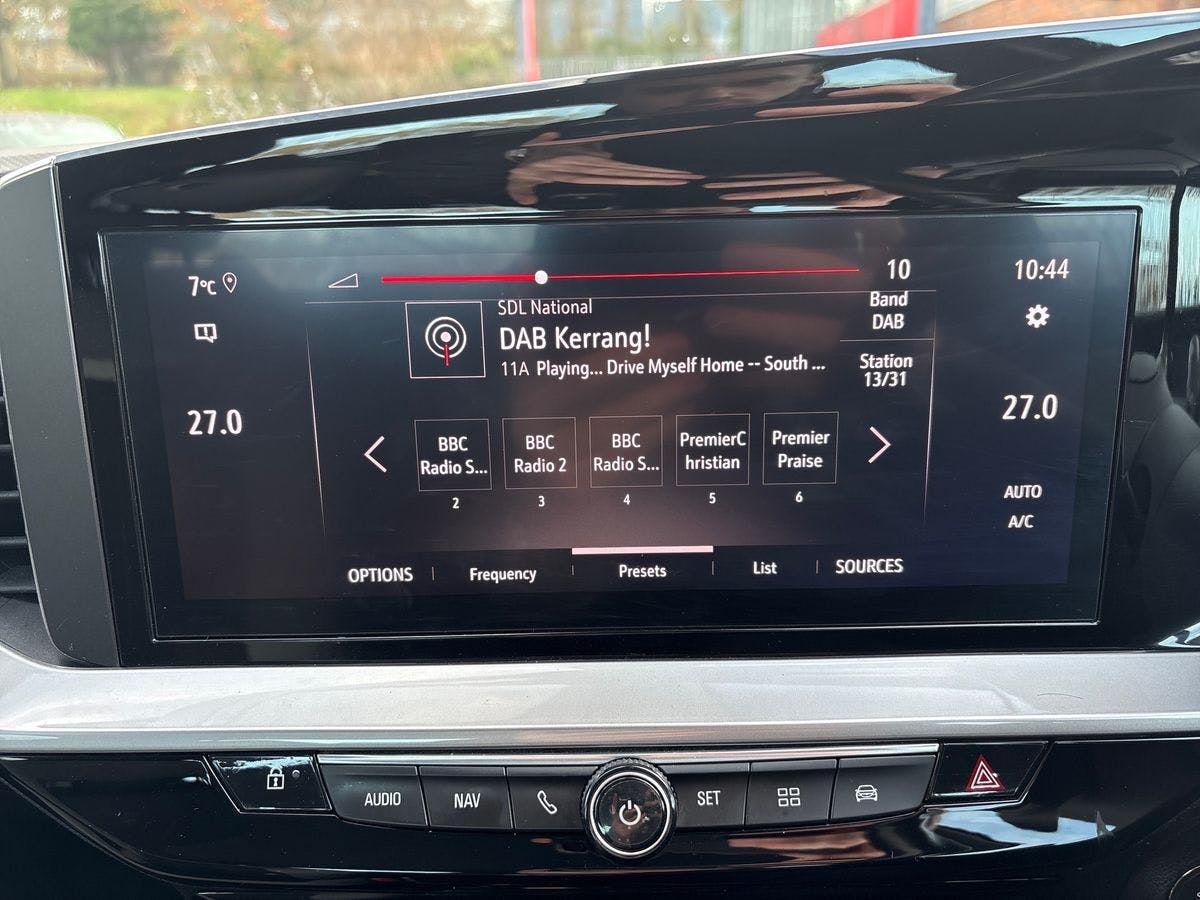 7°C
10
10:44
SDL National
Band
DAB
DAB Kerrang!
11A Playing... Drive Myself Home -- South ...
Station
13/31
27.0
27.0
BBC
Radio S...
2
BBC
Radio 2
3
BBC
Radio S...
4
PremierC
hristian
5
Premier
Praise
6
AUTO
A/C
OPTIONS
Frequency
Presets
List
SOURCES
AUDIO
NAV
SET